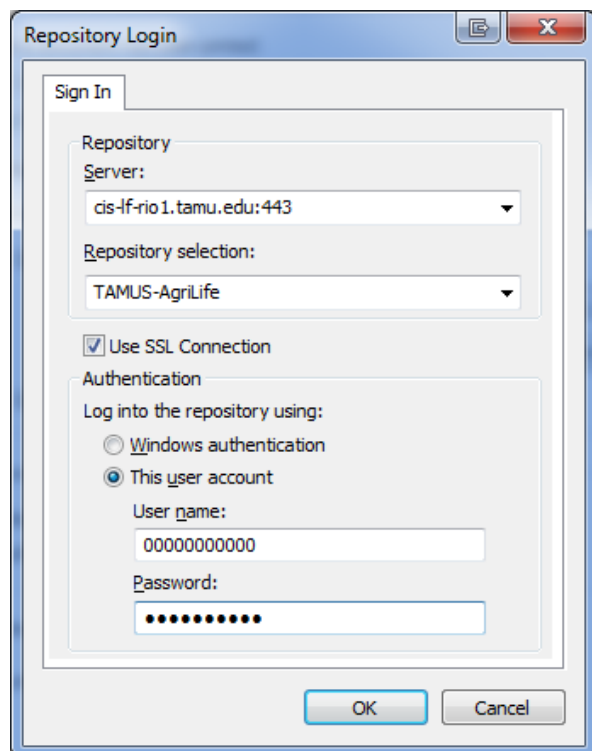 Repository Login
Sign In
Repository
Server:
cis-lf-rio1.tamu.edu:443
Repository selection:
TAMUS-AgriLife
Use SSL Connection
Authentication
Log into the repository using:
Windows authentication
This user account
User name:
00000000000
Password:
●●●●●●●●●●
OK Cancel